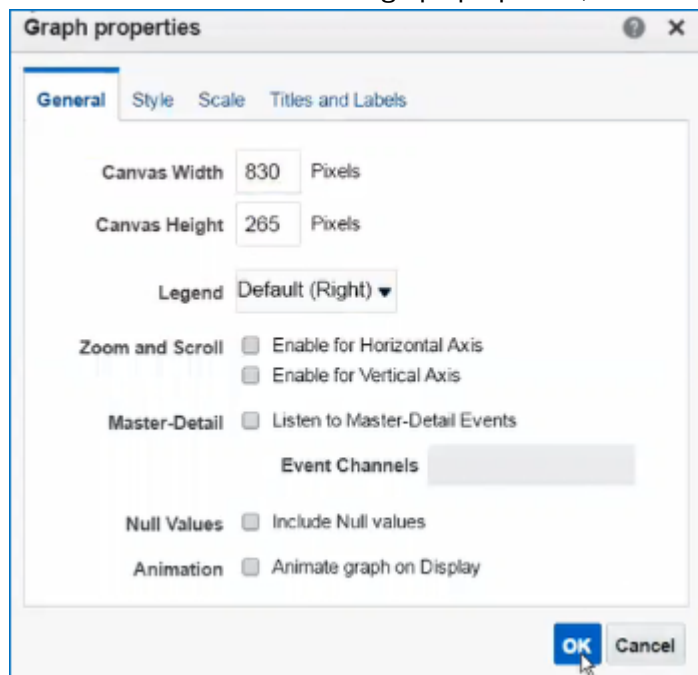 Graph properties
General Style Scale Titles and Labels
Canvas Width 830 Pixels
Canvas Height 265 Pixels
Legend Default (Right)
Zoom and Scroll Enable for Horizontal Axis
Enable for Vertical Axis
Master-Detail Listen to Master-Detail Events
Event Channels
Null Values Include Null values
Animation Animate graph on Display
OK Cancel